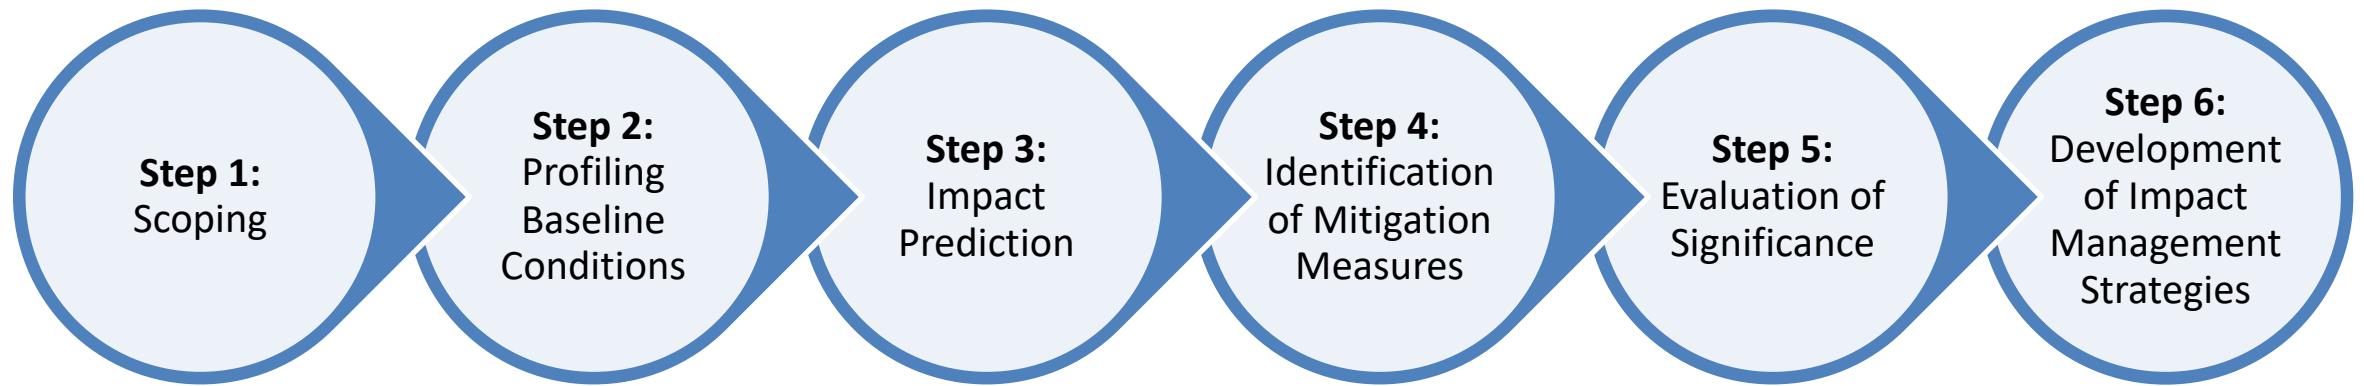 Step 1:
Scoping
Step 2:
Profiling
Baseline
Conditions
Step 3:
Impact
Prediction
Step 4:
Identification
of Mitigation
Measures
Step 5:
Evaluation of
Significance
Step 6:
Development
of Impact
Management
Strategies